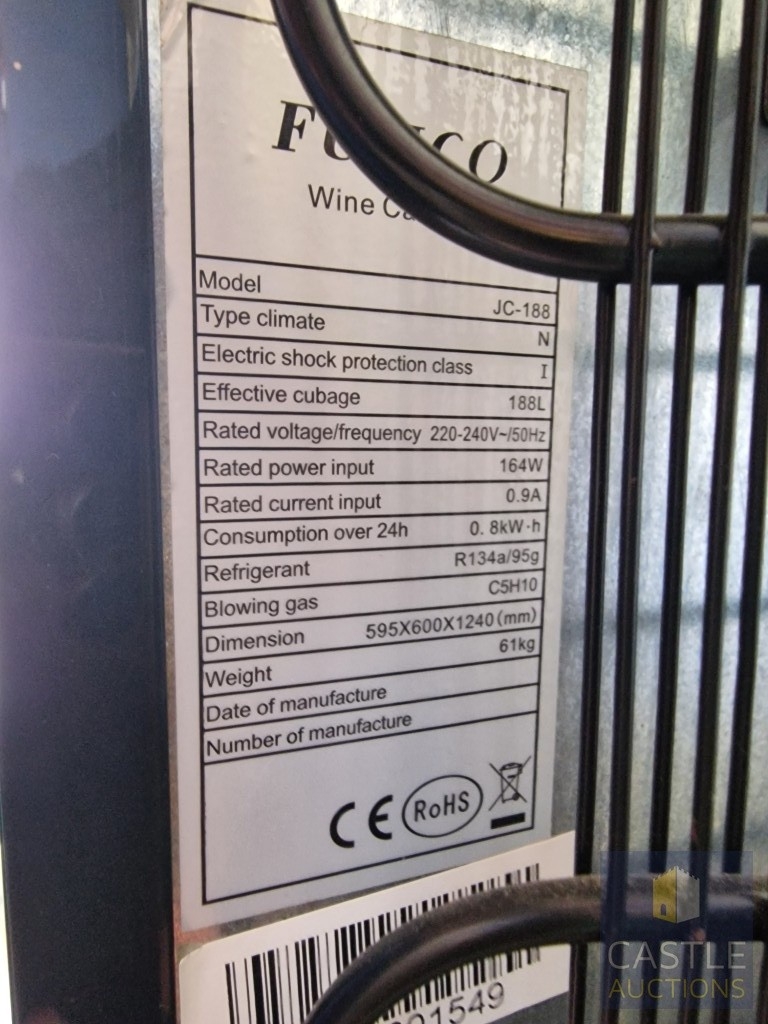 Wine
Model JC-188
Type climate N
Electric shock protection class I
Effective cubage 188L
Rated voltage/frequency 220-240V~/50Hz
Rated power input 164W
Rated current input 0.9A
Consumption over 24h 0.8kW·h
Refrigerant R134a/95g
Blowing gas C5H10
Dimension 595X600X1240(mm)
Weight 61kg
Date of manufacture
Number of manufacture
CE RoHS
CASTLE
AUCTIONS